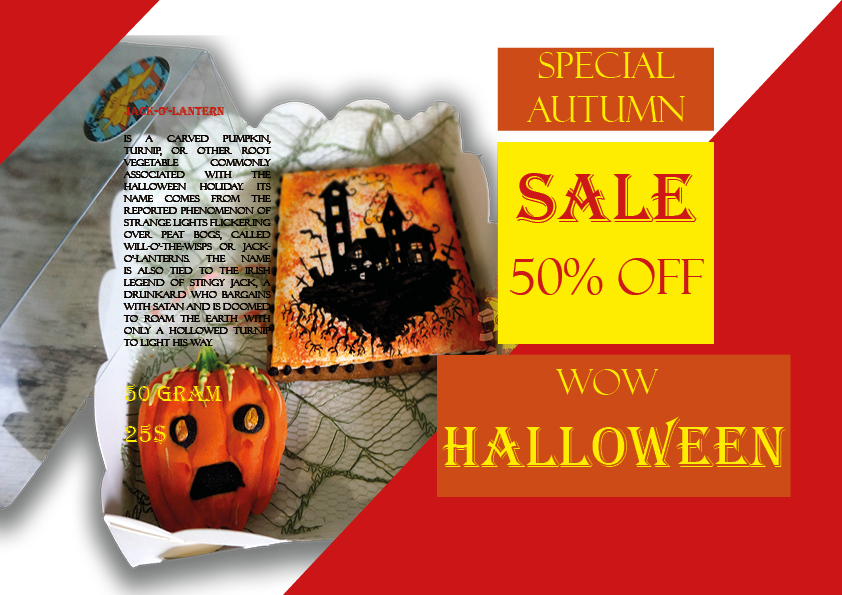 JACK-O'-LANTERN
IS A CARVED PUMPKIN,
TURNIP, OR OTHER ROOT
VEGETABLE COMMONLY
ASSOCIATED WITH THE
HALLOWEEN HOLIDAY. ITS
NAME COMES FROM THE
REPORTED PHENOMENON OF
STRANGE LIGHTS FLICKERING
OVER PEAT BOGS, CALLED
WILL-O'-THE-WISPS OR JACK-
O'-LANTERNS. THE NAME
IS ALSO TIED TO THE IRISH
LEGEND OF STINGY JACK, A
DRUNKARD WHO BARGAINS
WITH SATAN AND IS DOOMED
TO ROAM THE EARTH WITH
ONLY A HOLLOWED TURNIP
TO LIGHT HIS WAY.
50 GRAM
25$
SPECIAL
AUTUMN
SALE
50% OFF
WOW
HALLOWEEN